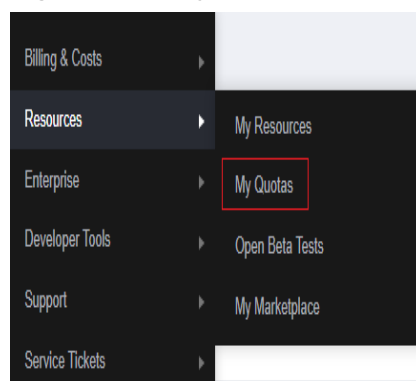 Billing & Costs
Resources
Enterprise
Developer Tools
Support
Service Tickets
My Resources
My Quotas
Open Beta Tests
My Marketplace